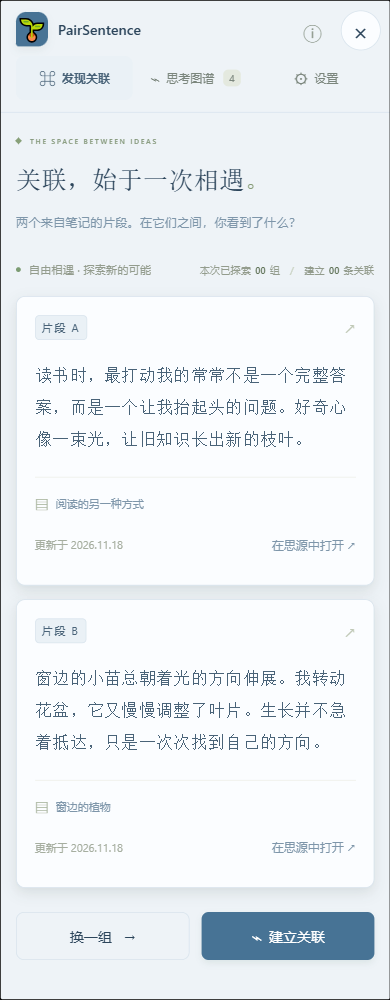 PairSentence
发现关联
思考图谱 4
设置
THE SPACE BETWEEN IDEAS
关联，始于一次相遇。
两个来自笔记的片段。在它们之间，你看到了什么？
自由相遇 · 探索新的可能
本次已探索 00 组 / 建立 00 条关联
片段 A
读书时，最打动我的常常不是一个完整答
案，而是一个让我抬起头的问题。好奇心
像一束光，让旧知识长出新的枝叶。
阅读的另一种方式
更新于 2026.11.18
在思源中打开 ↗
片段 B
窗边的小苗总朝着光的方向伸展。我转动
花盆，它又慢慢调整了叶片。生长并不急
着抵达，只是一次次找到自己的方向。
窗边的植物
更新于 2026.11.18
在思源中打开 ↗
换一组 →
建立关联